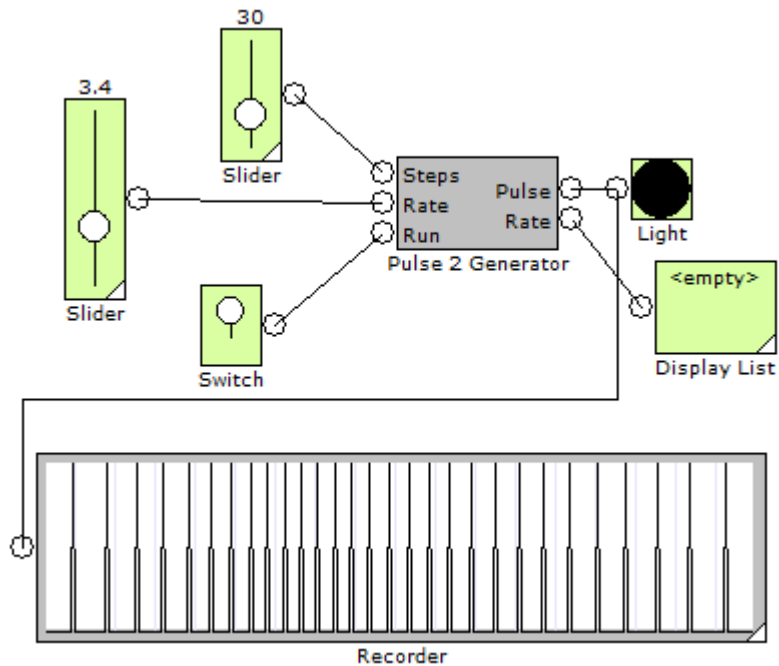 30
Slider
3.4
Slider
Switch
Steps
Rate
Run
Pulse
Rate
Pulse 2 Generator
Light
<empty>
Display List
Recorder